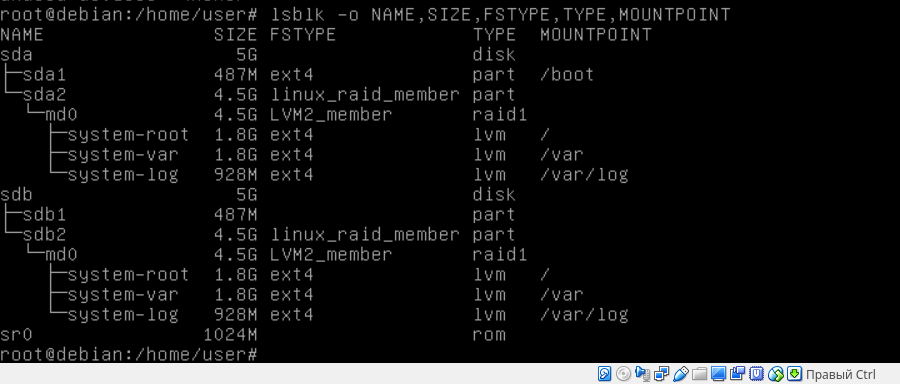 root@debian:/home/user# lsblk -o NAME,SIZE,FSTYPE,TYPE,MOUNTPOINT
NAME SIZE FSTYPE TYPE MOUNTPOINT
sda 5G disk
├─sda1 487M ext4 part /boot
└─sda2 4.5G linux_raid_member part
└─md0 4.5G LVM2_member raid1
├─system-root 1.8G ext4 lvm /
├─system-var 1.8G ext4 lvm /var
└─system-log 928M ext4 lvm /var/log
sdb 5G disk
├─sdb1 487M part
└─sdb2 4.5G linux_raid_member part
└─md0 4.5G LVM2_member raid1
├─system-root 1.8G ext4 lvm /
├─system-var 1.8G ext4 lvm /var
└─system-log 928M ext4 lvm /var/log
sr0 1024M rom
root@debian:/home/user#
Правый Ctrl